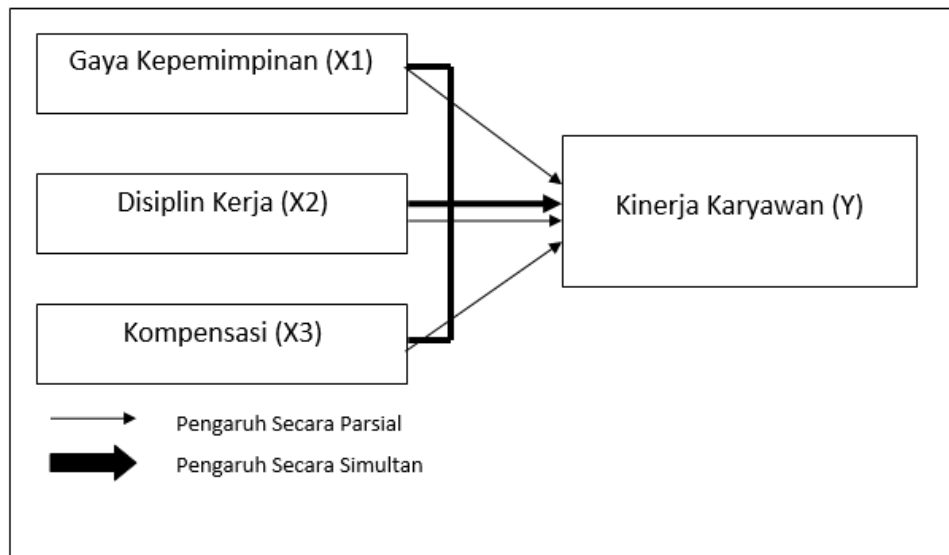 Gaya Kepemimpinan (X1)
Disiplin Kerja (X2)
Kinerja Karyawan (Y)
Kompensasi (X3)
Pengaruh Secara Parsial
Pengaruh Secara Simultan